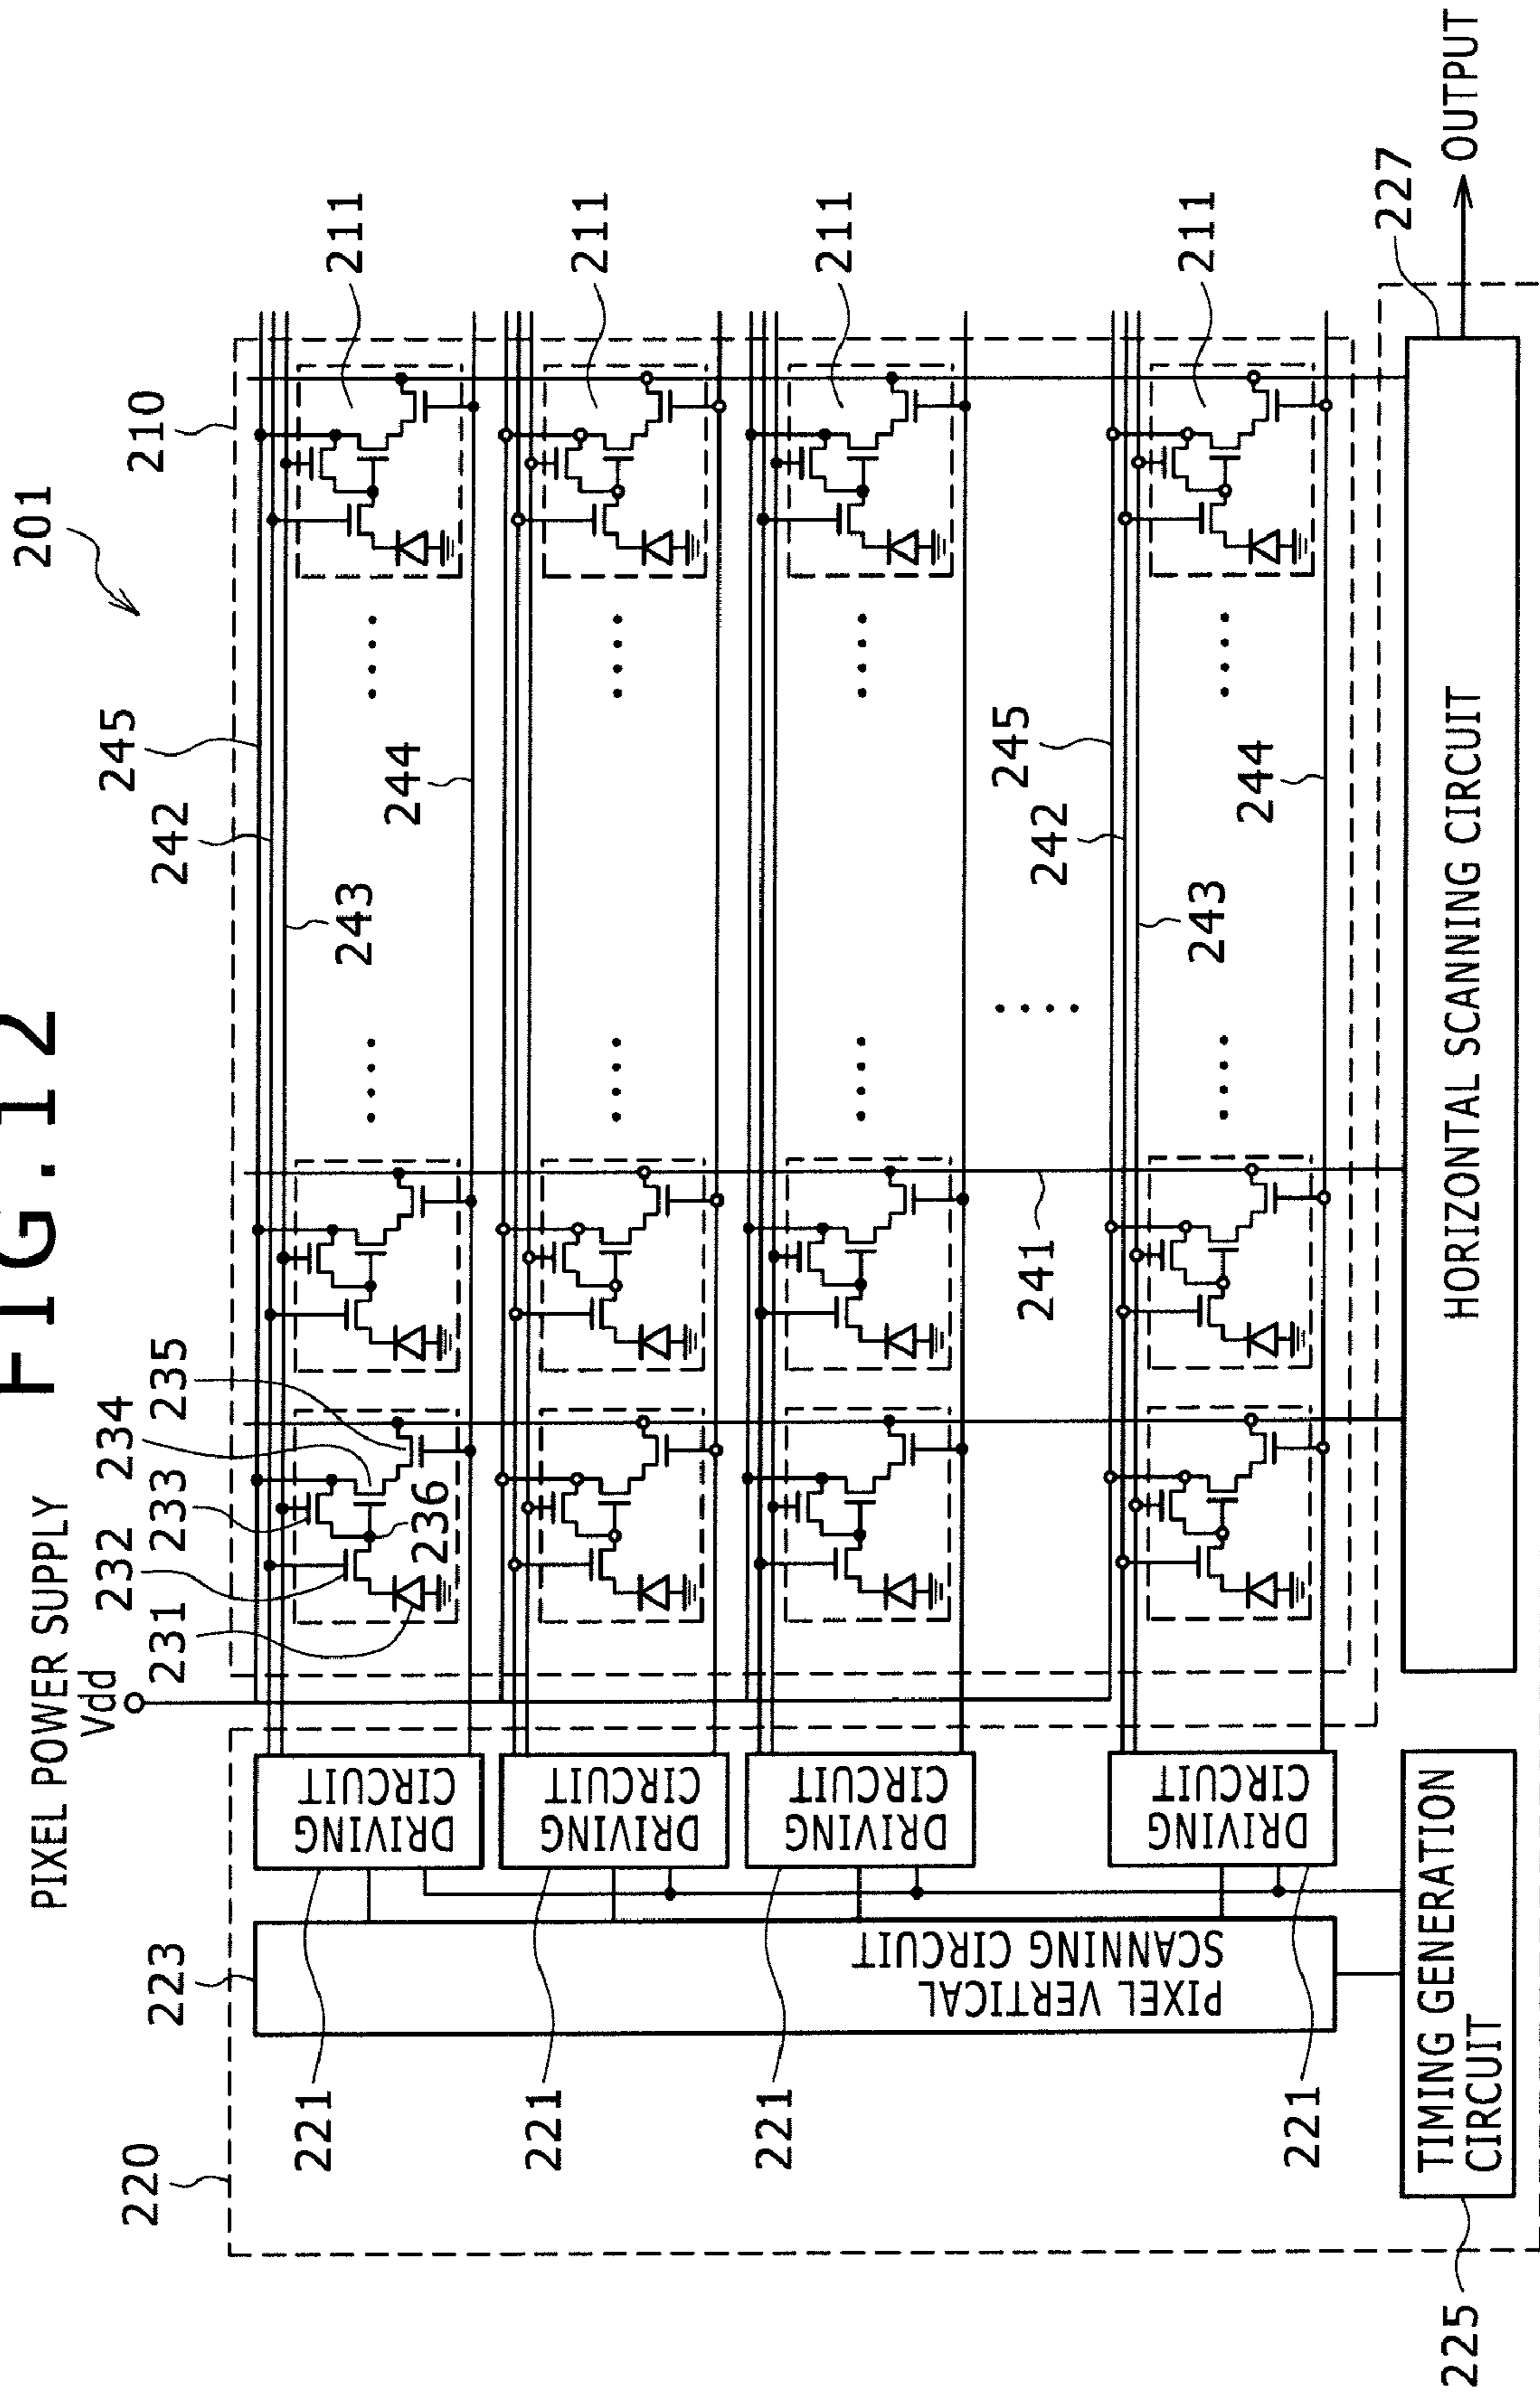 FIG.12
201
PIXEL POWER SUPPLY
Vdd
210
220
223
231
232
233
234
235
236
245
242
243
244
211
211
211
211
221
221
221
221
DRIVING
CIRCUIT
DRIVING
CIRCUIT
DRIVING
CIRCUIT
DRIVING
CIRCUIT
PIXEL VERTICAL
SCANNING CIRCUIT
241
245
242
243
244
225
TIMING GENERATION
CIRCUIT
HORIZONTAL SCANNING CIRCUIT
227
OUTPUT